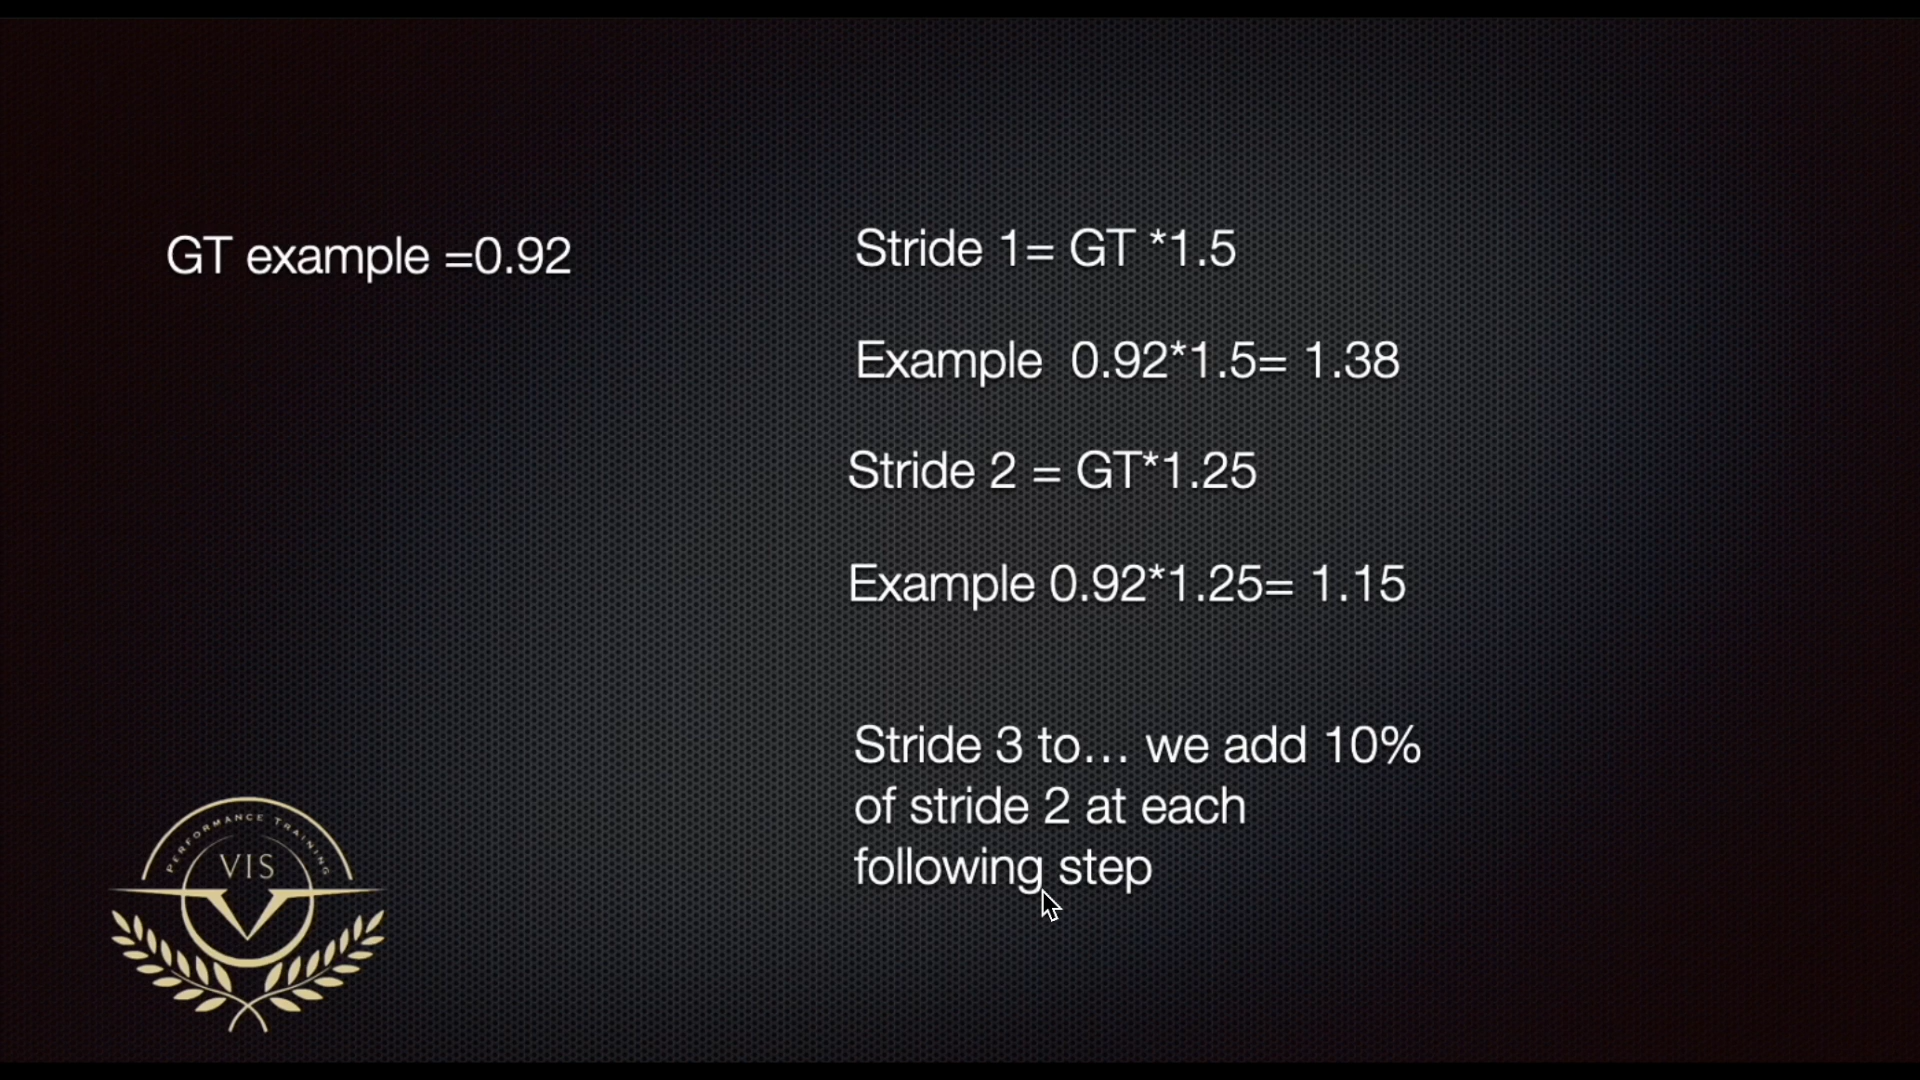 GT example =0.92
Stride 1= GT *1.5
Example  0.92*1.5= 1.38
Stride 2 = GT*1.25
Example 0.92*1.25= 1.15
Stride 3 to… we add 10%
of stride 2 at each
following step
PERFORMANCE TRAINING
VIS